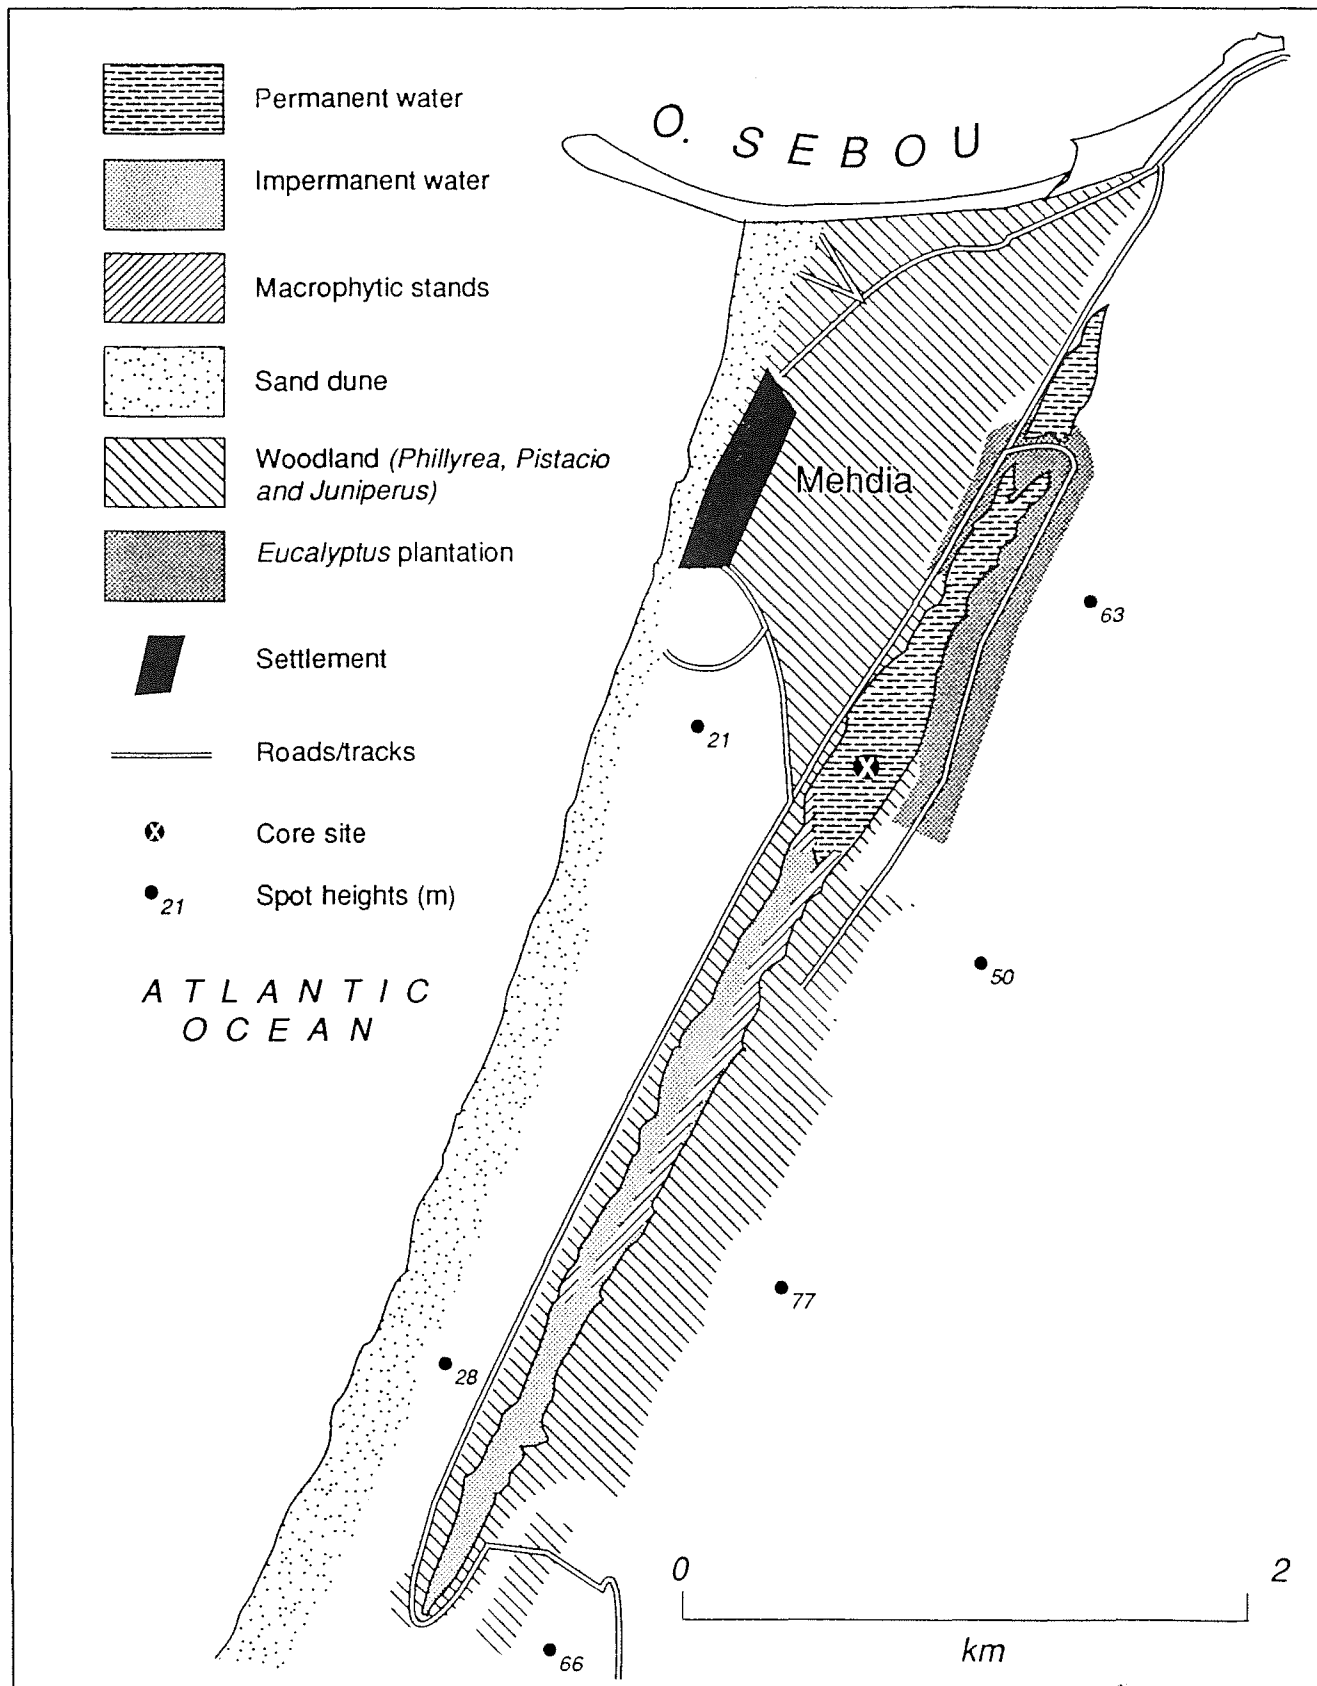 Permanent water
Impermanent water
Macrophytic stands
Sand dune
Woodland (Phillyrea, Pistacio
and Juniperus)
Eucalyptus plantation
Settlement
Roads/tracks
X
Core site
21
Spot heights (m)
ATLANTIC
OCEAN
O. SEBOU
Mehdia
63
21
X
50
77
28
66
0
2
km